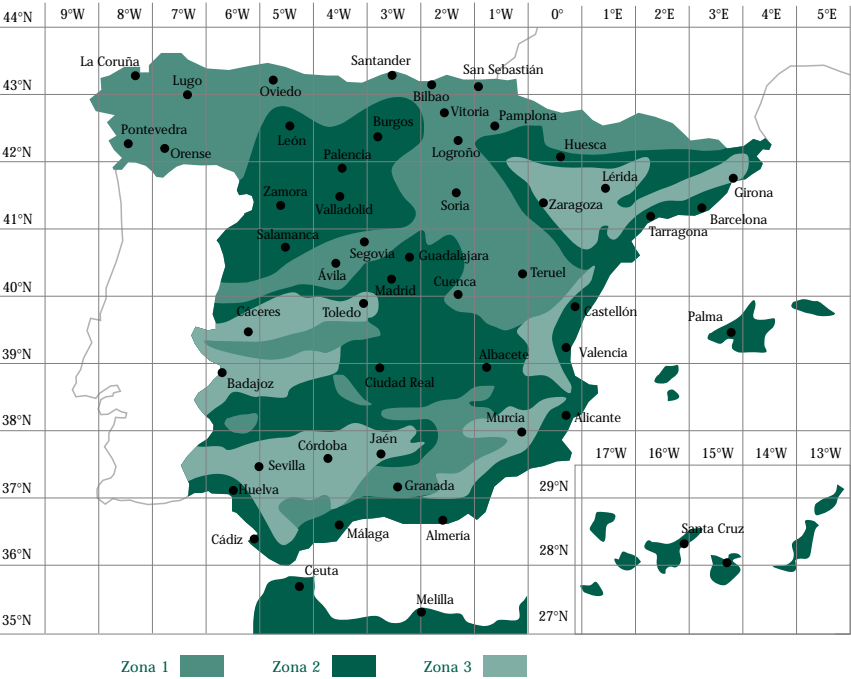 44°N 9°W 8°W 7°W 6°W 5°W 4°W 3°W 2°W 1°W 0° 1°E 2°E 3°E 4°E 5°E
La Coruña
Santander
San Sebastián
43°N
Lugo
Oviedo
Bilbao
Vitoria
Pamplona
Pontevedra
León
Burgos
Huesca
42°N
Orense
Palencia
Logroño
Lérida
Zamora
Valladolid
Soria
Zaragoza
Girona
41°N
Barcelona
Salamanca
Tarragona
Segovia
Guadalajara
Ávila
Teruel
Madrid
Cuenca
40°N
Cáceres
Toledo
Castellón
Palma
39°N
Albacete
Valencia
Badajoz
Ciudad Real
38°N
Murcia
Alicante
Jaén
Córdoba
17°W 16°W 15°W 14°W 13°W
Sevilla
37°N
Huelva
Granada
29°N
Cádiz
Málaga
Almería
Santa Cruz
36°N
28°N
Ceuta
Melilla
35°N
27°N
Zona 1 Zona 2 Zona 3